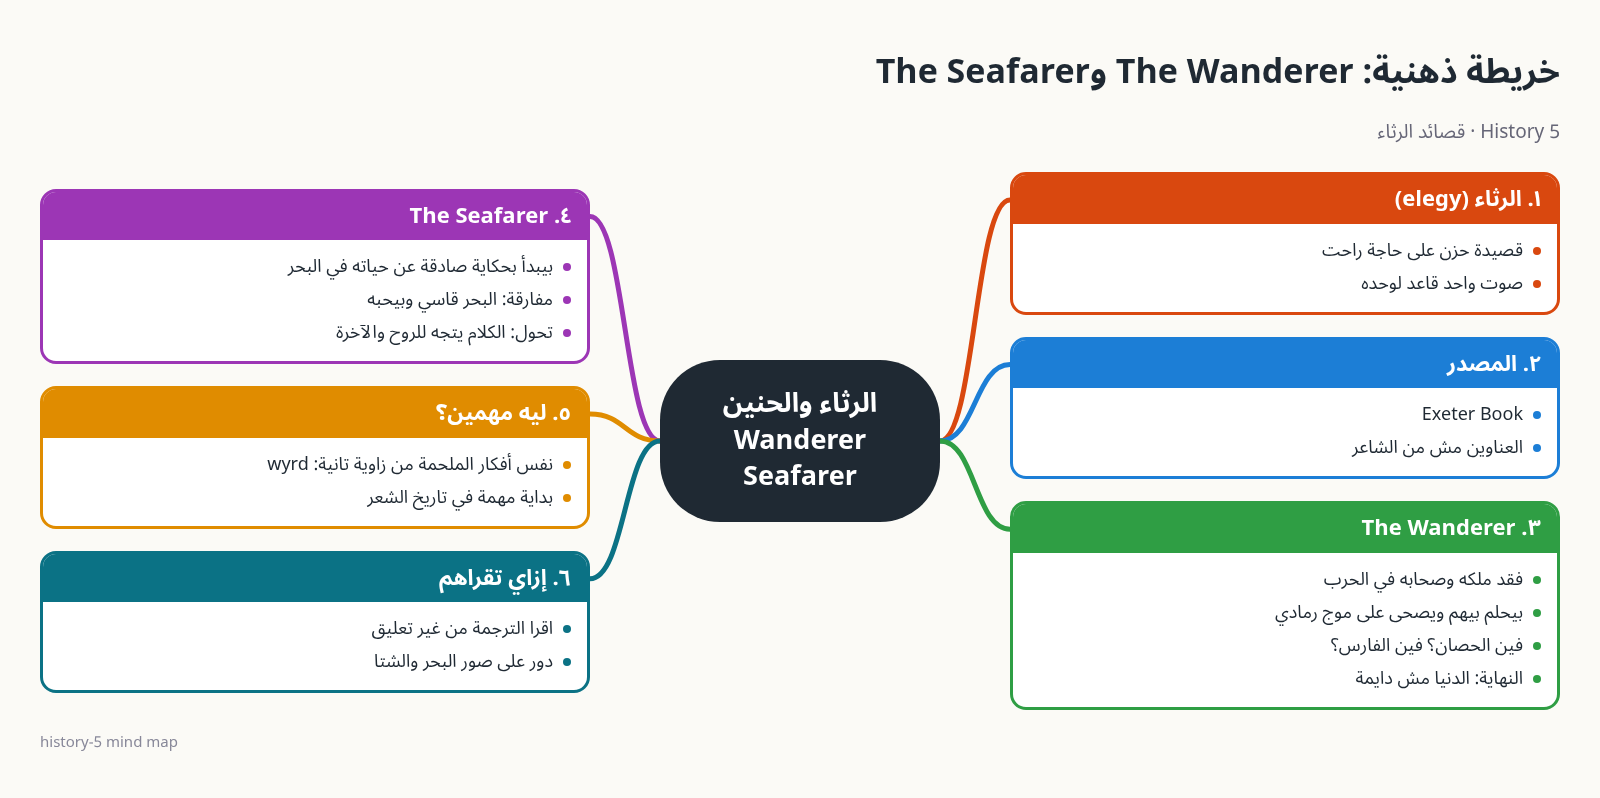 خريطة ذهنية: The Wanderer وThe Seafarer
History 5 · قصائد الرثاء
١. الرثاء (elegy)
قصيدة حزن على حاجة راحت
صوت واحد قاعد لوحده
٢. المصدر
Exeter Book
العناوين مش من الشاعر
٣. The Wanderer
فقد ملكه وصحابه في الحرب
بيحلم بيهم ويصحى على موج رمادي
فين الحصان؟ فين الفارس؟
النهاية: الدنيا مش دايمة
الرثاء والحنين
Wanderer
Seafarer
٤. The Seafarer
بيبدأ بحكاية صادقة عن حياته في البحر
مفارقة: البحر قاسي وبيحبه
تحول: الكلام يتجه للروح والآخرة
٥. ليه مهمين؟
نفس أفكار الملحمة من زاوية تانية: wyrd
بداية مهمة في تاريخ الشعر
٦. إزاي تقراهم
اقرا الترجمة من غير تعليق
دور على صور البحر والشتا
history-5 mind map